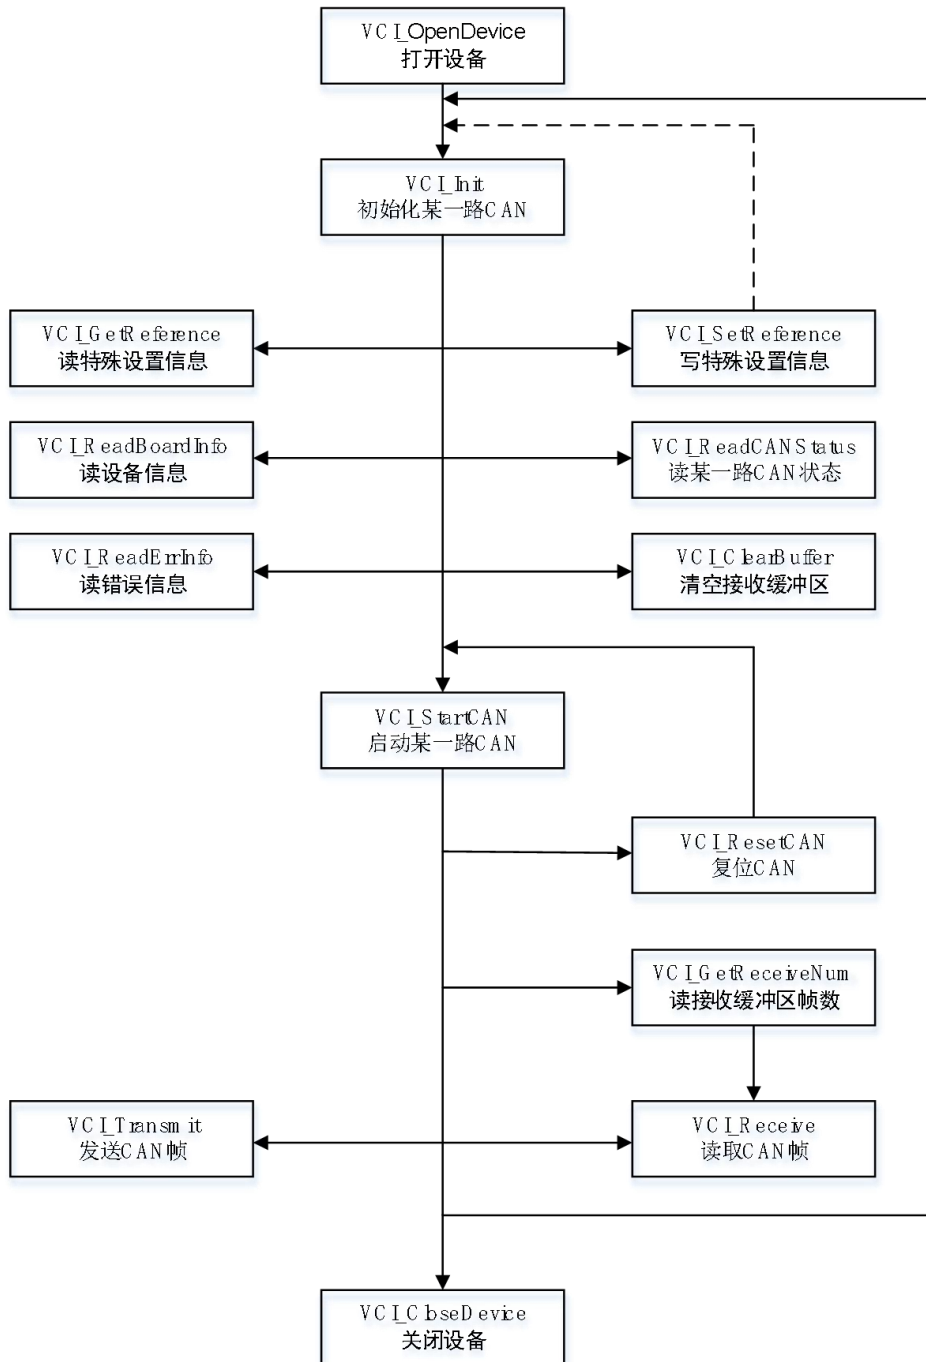 VCI_OpenDevice
打开设备
VCI_Init
初始化某一路CAN
VCI_GetReference
读特殊设置信息
VCI_SetReference
写特殊设置信息
VCI_ReadBoardInfo
读设备信息
VCI_ReadCANStatus
读某一路CAN状态
VCI_ReadErrInfo
读错误信息
VCI_ClearBuffer
清空接收缓冲区
VCI_StartCAN
启动某一路CAN
VCI_ResetCAN
复位CAN
VCI_GetReceiveNum
读接收缓冲区帧数
VCI_Transmit
发送CAN帧
VCI_Receive
读取CAN帧
VCI_CloseDevice
关闭设备